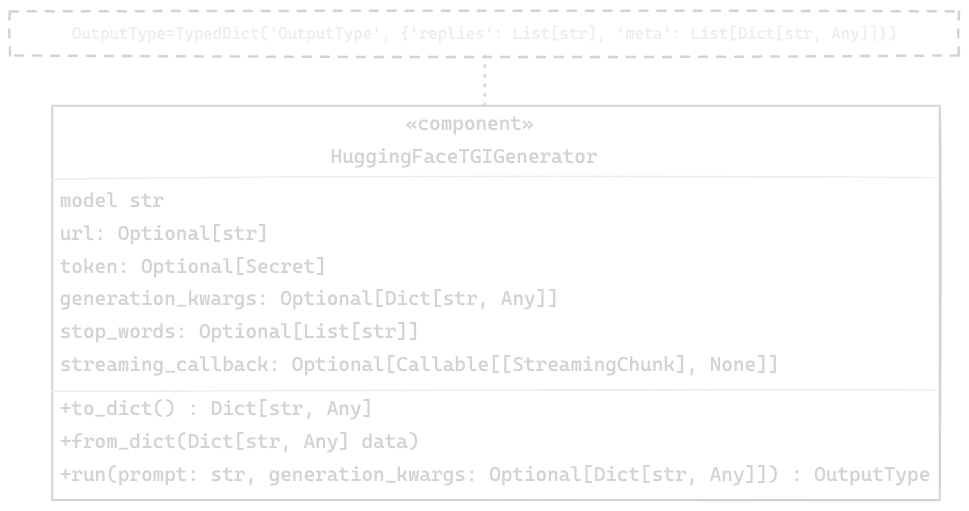 OutputType=TypedDict('OutputType', {'replies': List[str], 'meta': List[Dict[str, Any]]})
«component»
HuggingFaceTGIGenerator
model str
url: Optional[str]
token: Optional[Secret]
generation_kwargs: Optional[Dict[str, Any]]
stop_words: Optional[List[str]]
streaming_callback: Optional[Callable[[StreamingChunk], None]]
+to_dict() : Dict[str, Any]
+from_dict(Dict[str, Any] data)
+run(prompt: str, generation_kwargs: Optional[Dict[str, Any]]) : OutputType